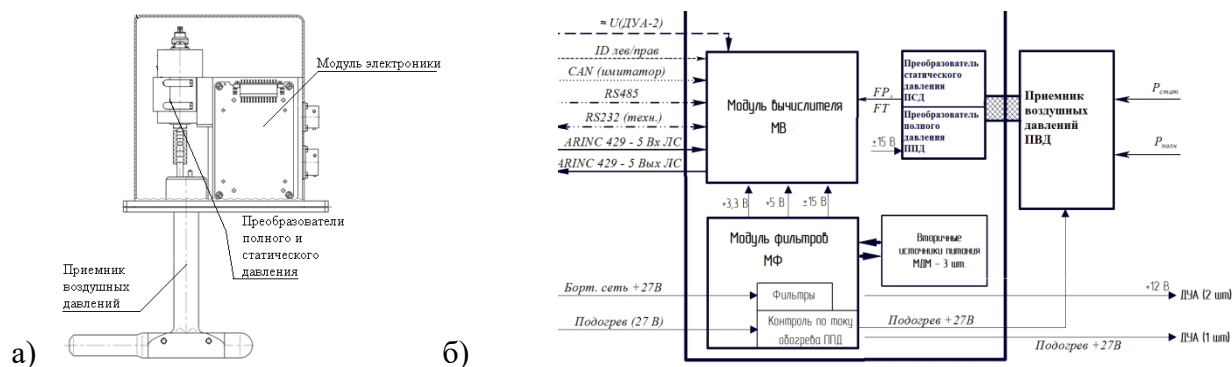 Модуль электроники
Преобразователи
полного и
статического
давления
Приемник
воздушных
давлений
а)
б)
≈ U(ДУА-2)
ID лев/прав
CAN (имитатор)
RS485
RS232 (техн.)
ARINC 429 - 5 Вх ЛС
ARINC 429 - 5 Вых ЛС
Модуль вычислителя
МВ
FP,
FT
±15 В
Преобразователь
статического
давления
ПСД
Преобразователь
полного
давления
ППД
Приемник
воздушных
давлений
ПВД
Pстат
Pполн
+3,3 В
+5 В
±15 В
Модуль фильтров
МФ
Вторичные
источники питания
МДМ – 3 шт.
Борт. сеть +27В
Фильтры
+12 В
ДУА (2 шт)
Подогрев (27 В)
Контроль по току
обогрева ППД
Подогрев +27В
ДУА (1 шт)
Подогрев +27В